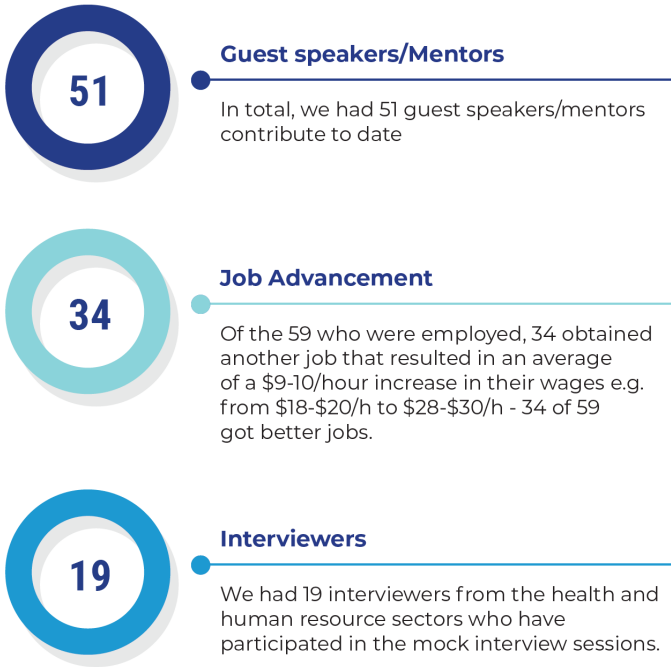 51
Guest speakers/Mentors
In total, we had 51 guest speakers/mentors
contribute to date
34
Job Advancement
Of the 59 who were employed, 34 obtained
another job that resulted in an average
of a $9-10/hour increase in their wages e.g.
from $18-$20/h to $28-$30/h - 34 of 59
got better jobs.
19
Interviewers
We had 19 interviewers from the health and
human resource sectors who have
participated in the mock interview sessions.